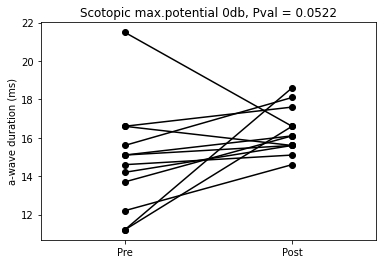 Scotopic max.potential 0db, Pval = 0.0522
a-wave duration (ms)
22
20
18
16
14
12
Pre
Post